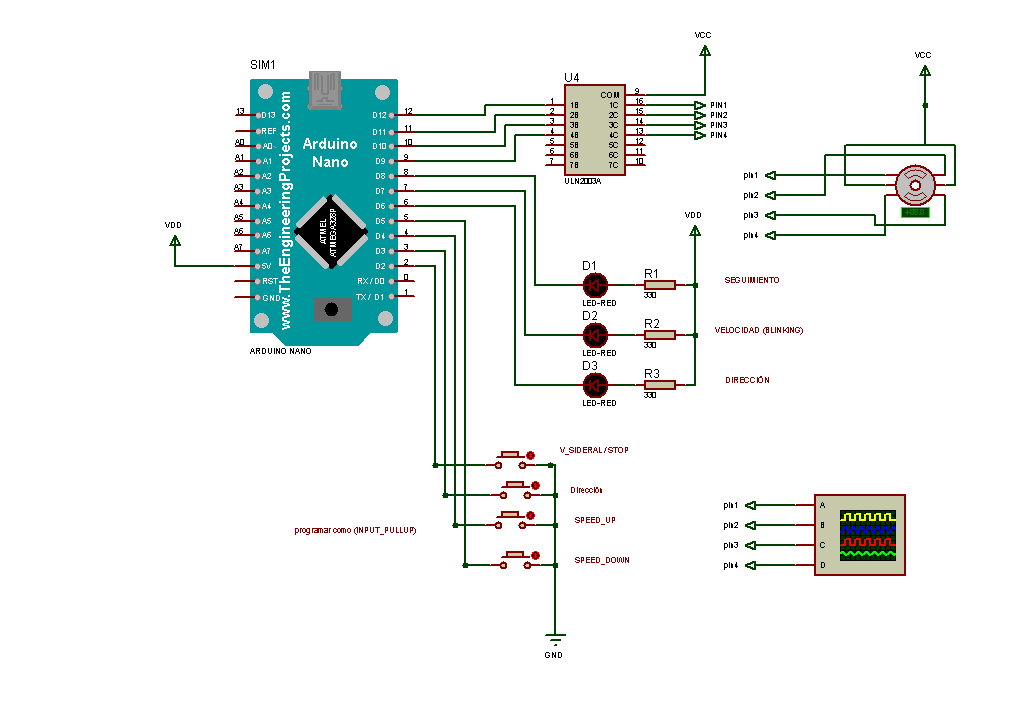 SIM1
www.TheEngineeringProjects.com
Arduino
Nano
ATMEL
ATMEGA328P
13 D13
REF
A0 A0
A1 A1
A2 A2
A3 A3
A4 A4
A5 A5
A6 A6
A7 A7
5V
RST
GND
D12 12
D11 11
D10 10
D9 9
D8 8
D7 7
D6 6
D5 5
D4 4
D3 3
D2 2
RX/D0 0
TX/D1 1
ARDUINO NANO
VDD
U4
COM 9
1 1B 1C 16
2 2B 2C 15
3 3B 3C 14
4 4B 4C 13
5 5B 5C 12
6 6B 6C 11
7 7B 7C 10
ULN2003A
VCC
PIN1
PIN2
PIN3
PIN4
VCC
pin1
pin2
pin3
pin4
VDD
D1
LED-RED
R1
330
SEGUIMIENTO
D2
LED-RED
R2
330
VELOCIDAD (BLINKING)
D3
LED-RED
R3
330
DIRECCIÓN
V_SIDERAL/STOP
Dirección
SPEED_UP
SPEED_DOWN
programar como (INPUT_PULLUP)
GND
pin1 A
pin2 B
pin3 C
pin4 D